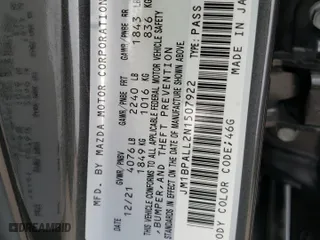 MFD. BY MAZDA MOTOR CORPORATION
12/21
GVWR/PNBV
4076 LB
1849 KG
GAWR/PNBE FRT
2240 LB
1016 KG
GAWR/PNBE RR
1843
836 KG
THIS VEHICLE CONFORMS TO ALL APPLICABLE FEDERAL MOTOR VEHICLE SAFETY
, BUMPER, AND THEFT PREVENTION
STANDARDS IN EFFECT ON THE DATE OF MANUFACTURE SHOWN ABOVE.
JM1BPALL2N1507922
TYPE: PASS
BODY COLOR CODE: 46G
MADE IN JA